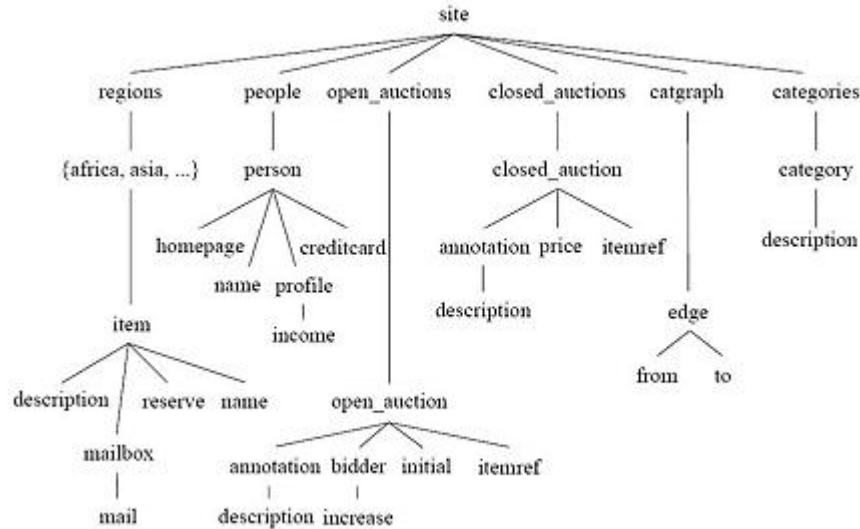 site
regions people open_auctions closed_auctions catgraph categories
{africa, asia, ...} person closed_auction category
homepage creditcard annotation price itemref description
name profile
description
income
item edge
from to
description reserve name open_auction
mailbox annotation bidder initial itemref
mail description increase